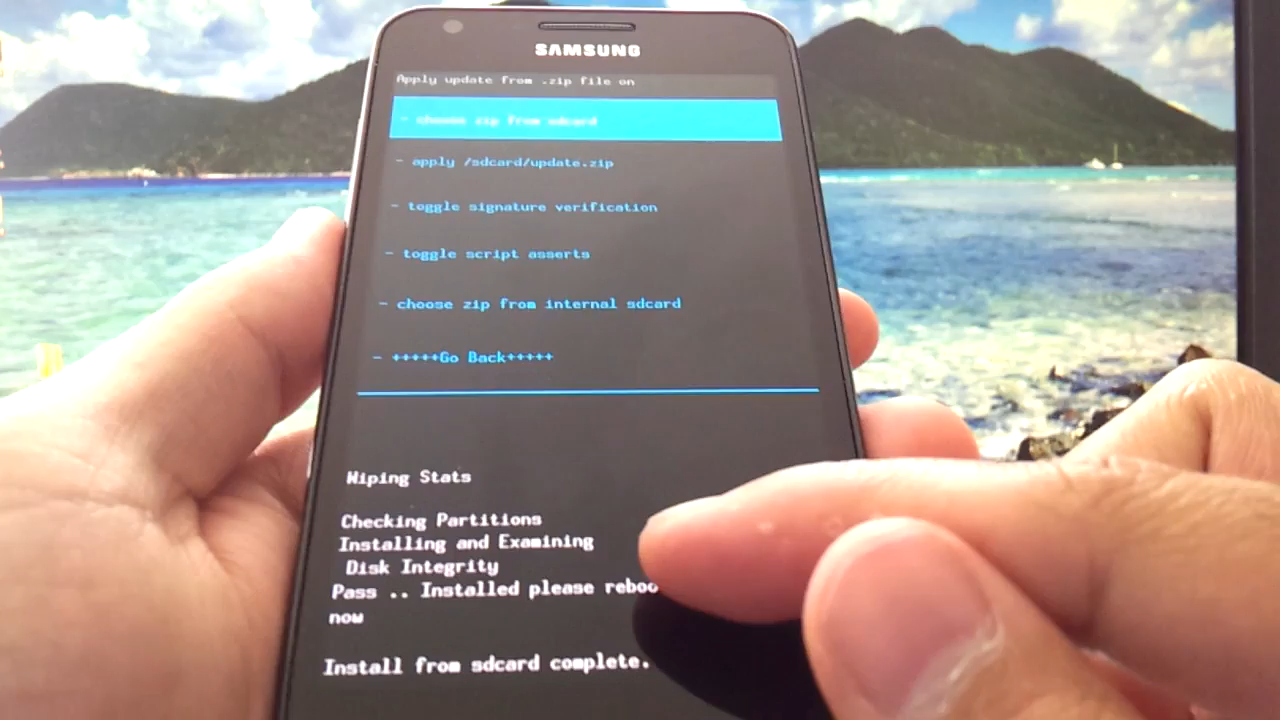 SAMSUNG
Apply update from .zip file on
- choose zip from sdcard
- apply /sdcard/update.zip
- toggle signature verification
- toggle script asserts
- choose zip from internal sdcard
- +++++Go Back+++++
Wiping Stats
Checking Partitions
Installing and Examining
Disk Integrity
Pass .. Installed please reboo
now
Install from sdcard complete.